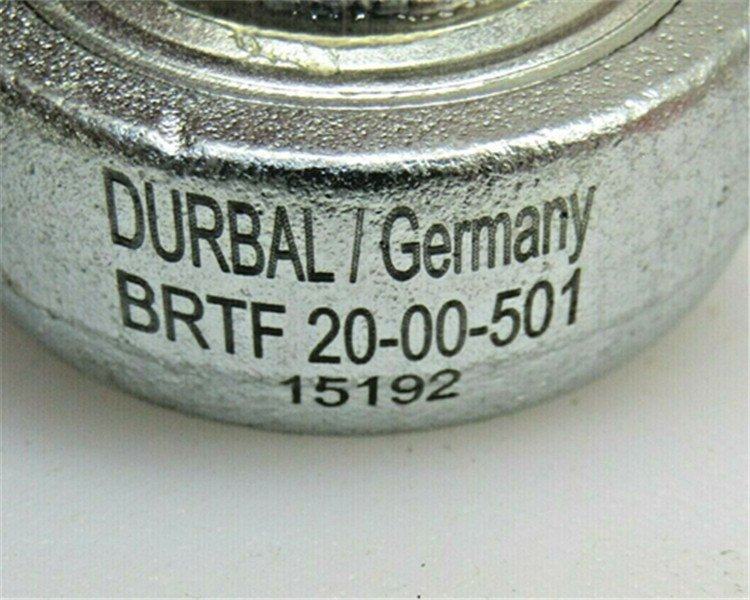 DURBAL / Germany
BRTF 20-00-501
15192